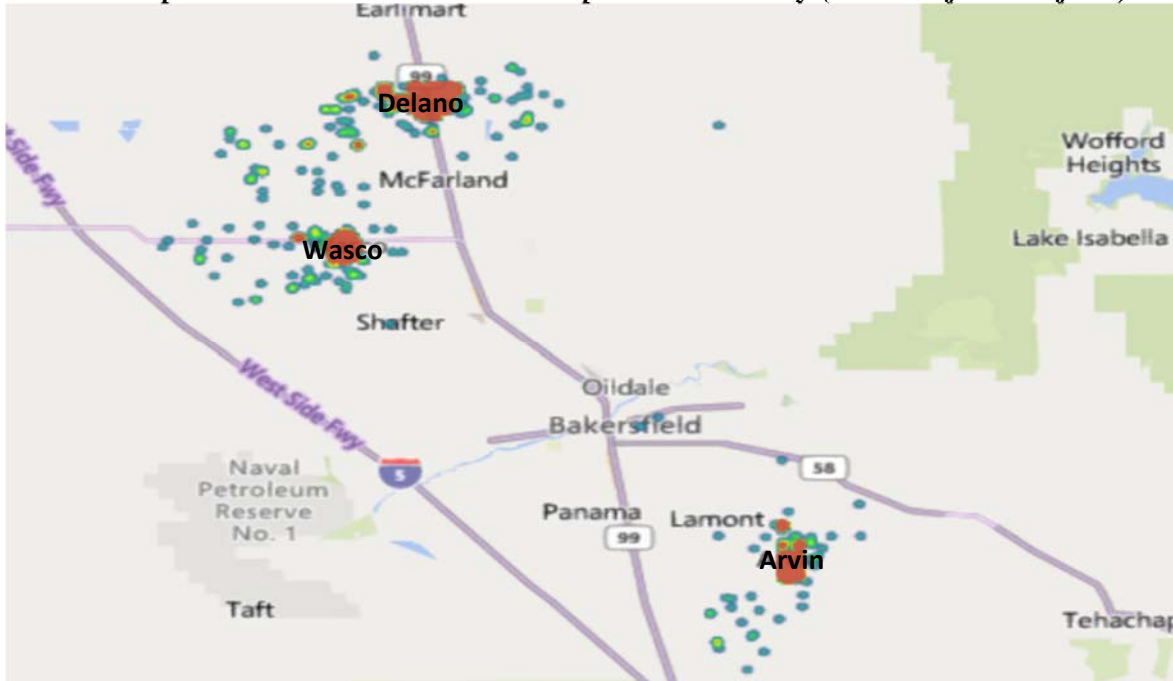 Earlimart
99
Delano
McFarland
Wofford
Heights
Lake Isabella
Wasco
Shafter
West Side Fwy
Oildale
Bakersfield
5
58
Naval
Petroleum
Reserve
No. 1
Panama
Lamont
99
Arvin
Taft
Tehachap